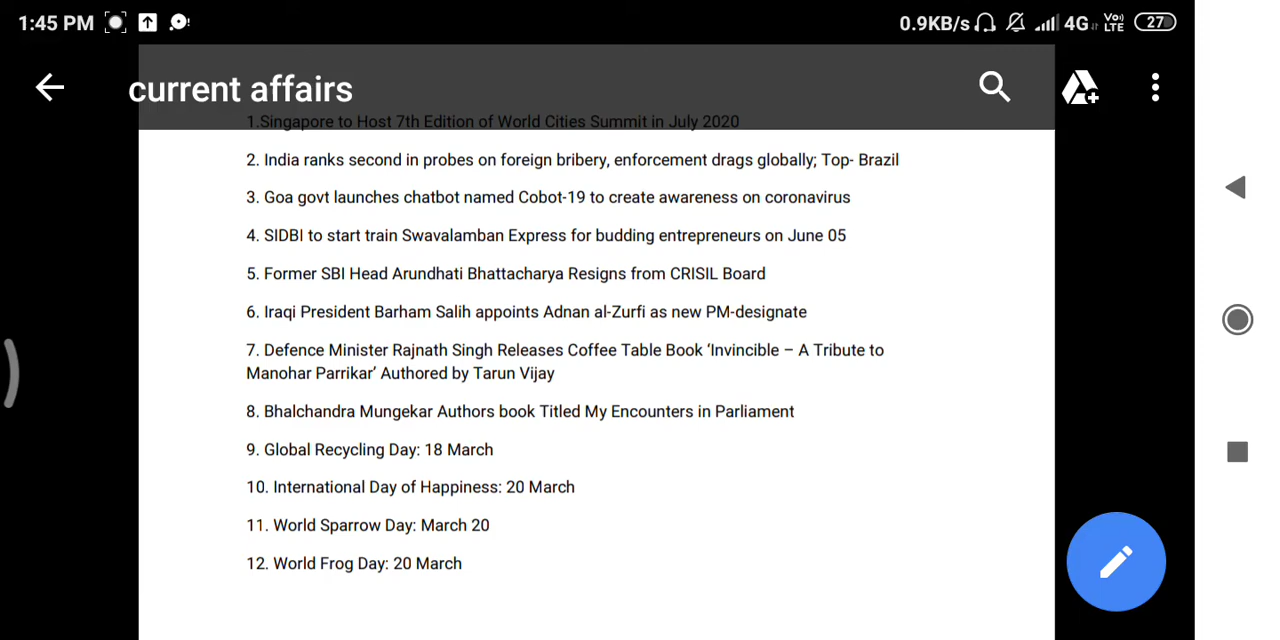 1:45 PM 0.9KB/s 4G Vo) LTE 27
current affairs
1.Singapore to Host 7th Edition of World Cities Summit in July 2020
2. India ranks second in probes on foreign bribery, enforcement drags globally; Top- Brazil
3. Goa govt launches chatbot named Cobot-19 to create awareness on coronavirus
4. SIDBI to start train Swavalamban Express for budding entrepreneurs on June 05
5. Former SBI Head Arundhati Bhattacharya Resigns from CRISIL Board
6. Iraqi President Barham Salih appoints Adnan al-Zurfi as new PM-designate
7. Defence Minister Rajnath Singh Releases Coffee Table Book ‘Invincible – A Tribute to
Manohar Parrikar’ Authored by Tarun Vijay
8. Bhalchandra Mungekar Authors book Titled My Encounters in Parliament
9. Global Recycling Day: 18 March
10. International Day of Happiness: 20 March
11. World Sparrow Day: March 20
12. World Frog Day: 20 March